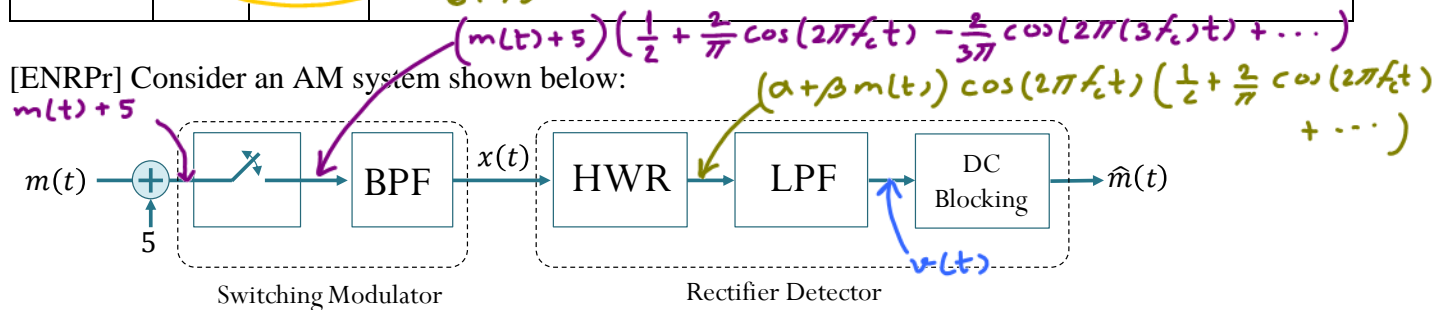 (m(t)+5)(1/2 + 2/π cos(2πf_c t) − 2/3π cos(2π(3f_c)t) + ...)
[ENRPr] Consider an AM system shown below:
(α+βm(t)) cos(2πf_c t)(1/2 + 2/π cos(2πf_c t)
+ ... )
m(t)+5
m(t)
+
BPF
x(t)
HWR
LPF
DC
Blocking
m̂(t)
5
v(t)
Switching Modulator
Rectifier Detector